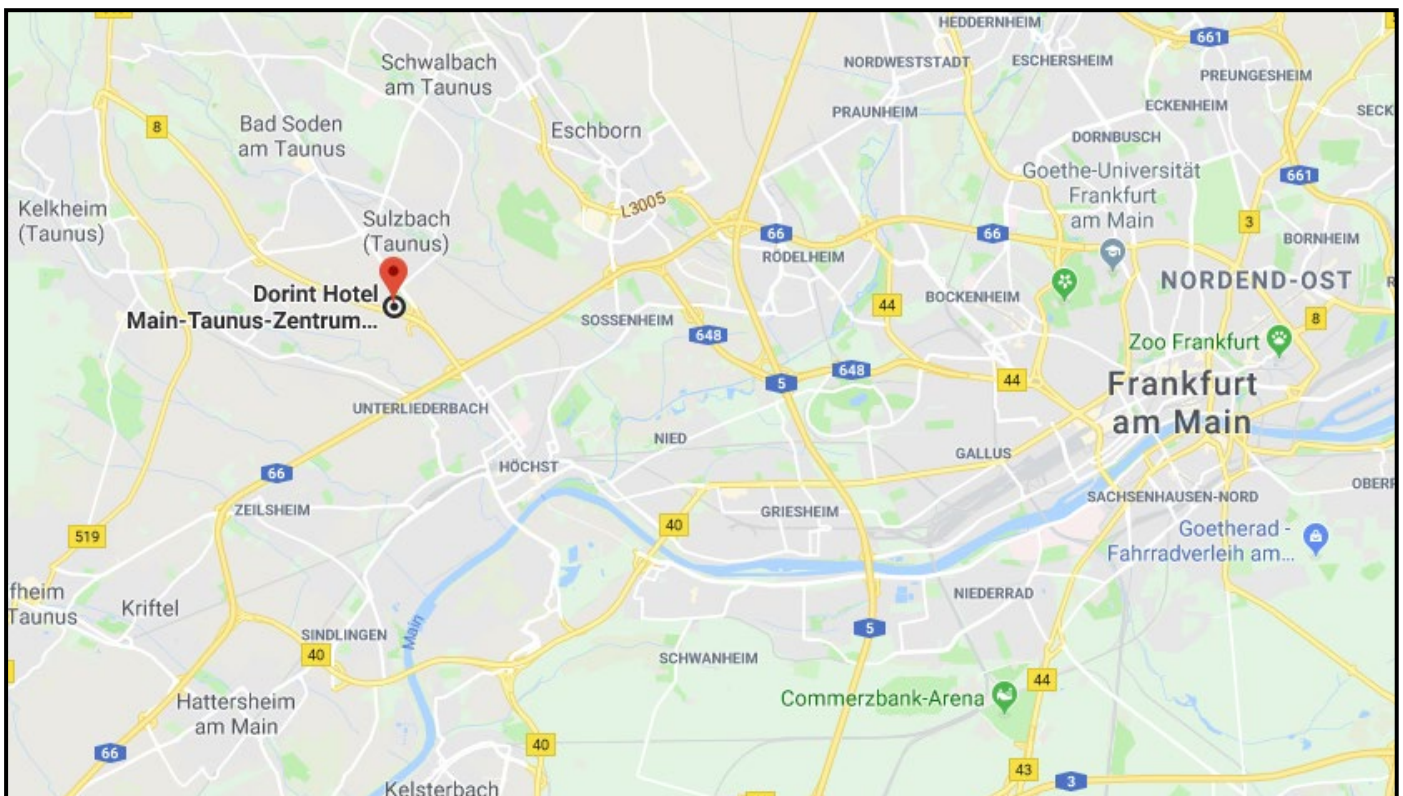 HEDDERNHEIM
661
Schwalbach
am Taunus
NORDWESTSTADT
ESCHERSHEIM
PREUNGESHEIM
PRAUNHEIM
ECKENHEIM
SECK
8
Bad Soden
am Taunus
Eschborn
DORNBUSCH
Goethe-Universität
Frankfurt
am Main
661
Kelkheim
(Taunus)
L3005
Sulzbach
(Taunus)
66
66
3
BORNHEIM
RÖDELHEIM
NORDEND-OST
Dorint Hotel
Main-Taunus-Zentrum...
BOCKENHEIM
44
SOSSENHEIM
648
8
Zoo Frankfurt
648
5
44
Frankfurt
am Main
UNTERLIEDERBACH
NIED
GALLUS
HÖCHST
66
SACHSENHAUSEN-NORD
OBERR
ZEILSHEIM
40
GRIESHEIM
519
Goetherad -
Fahrradverleih am...
fheim
Taunus
Kriftel
NIEDERRAD
SINDLINGEN
Main
5
40
SCHWANHEIM
44
Commerzbank-Arena
Hattersheim
am Main
66
40
43
3
Kelsterbach